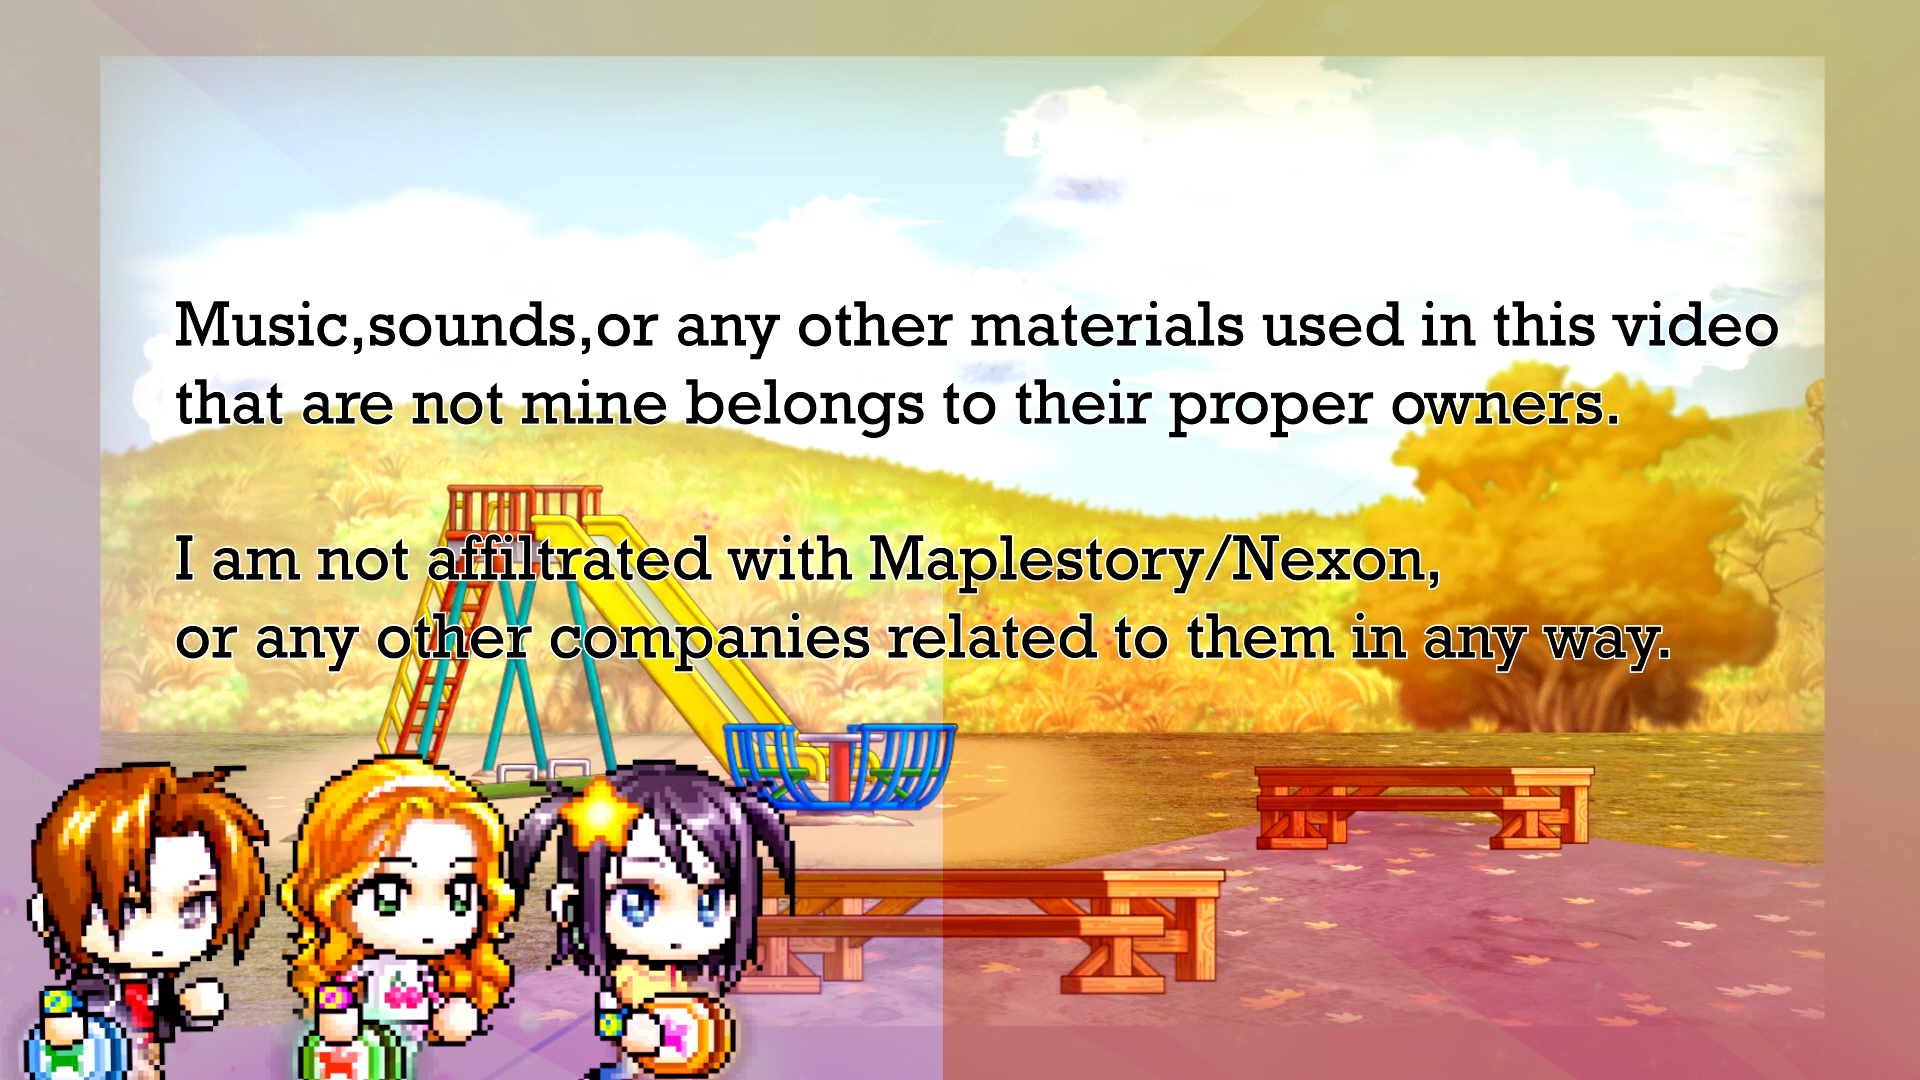 Music,sounds,or any other materials used in this video
that are not mine belongs to their proper owners.
I am not affiltrated with Maplestory/Nexon,
or any other companies related to them in any way.